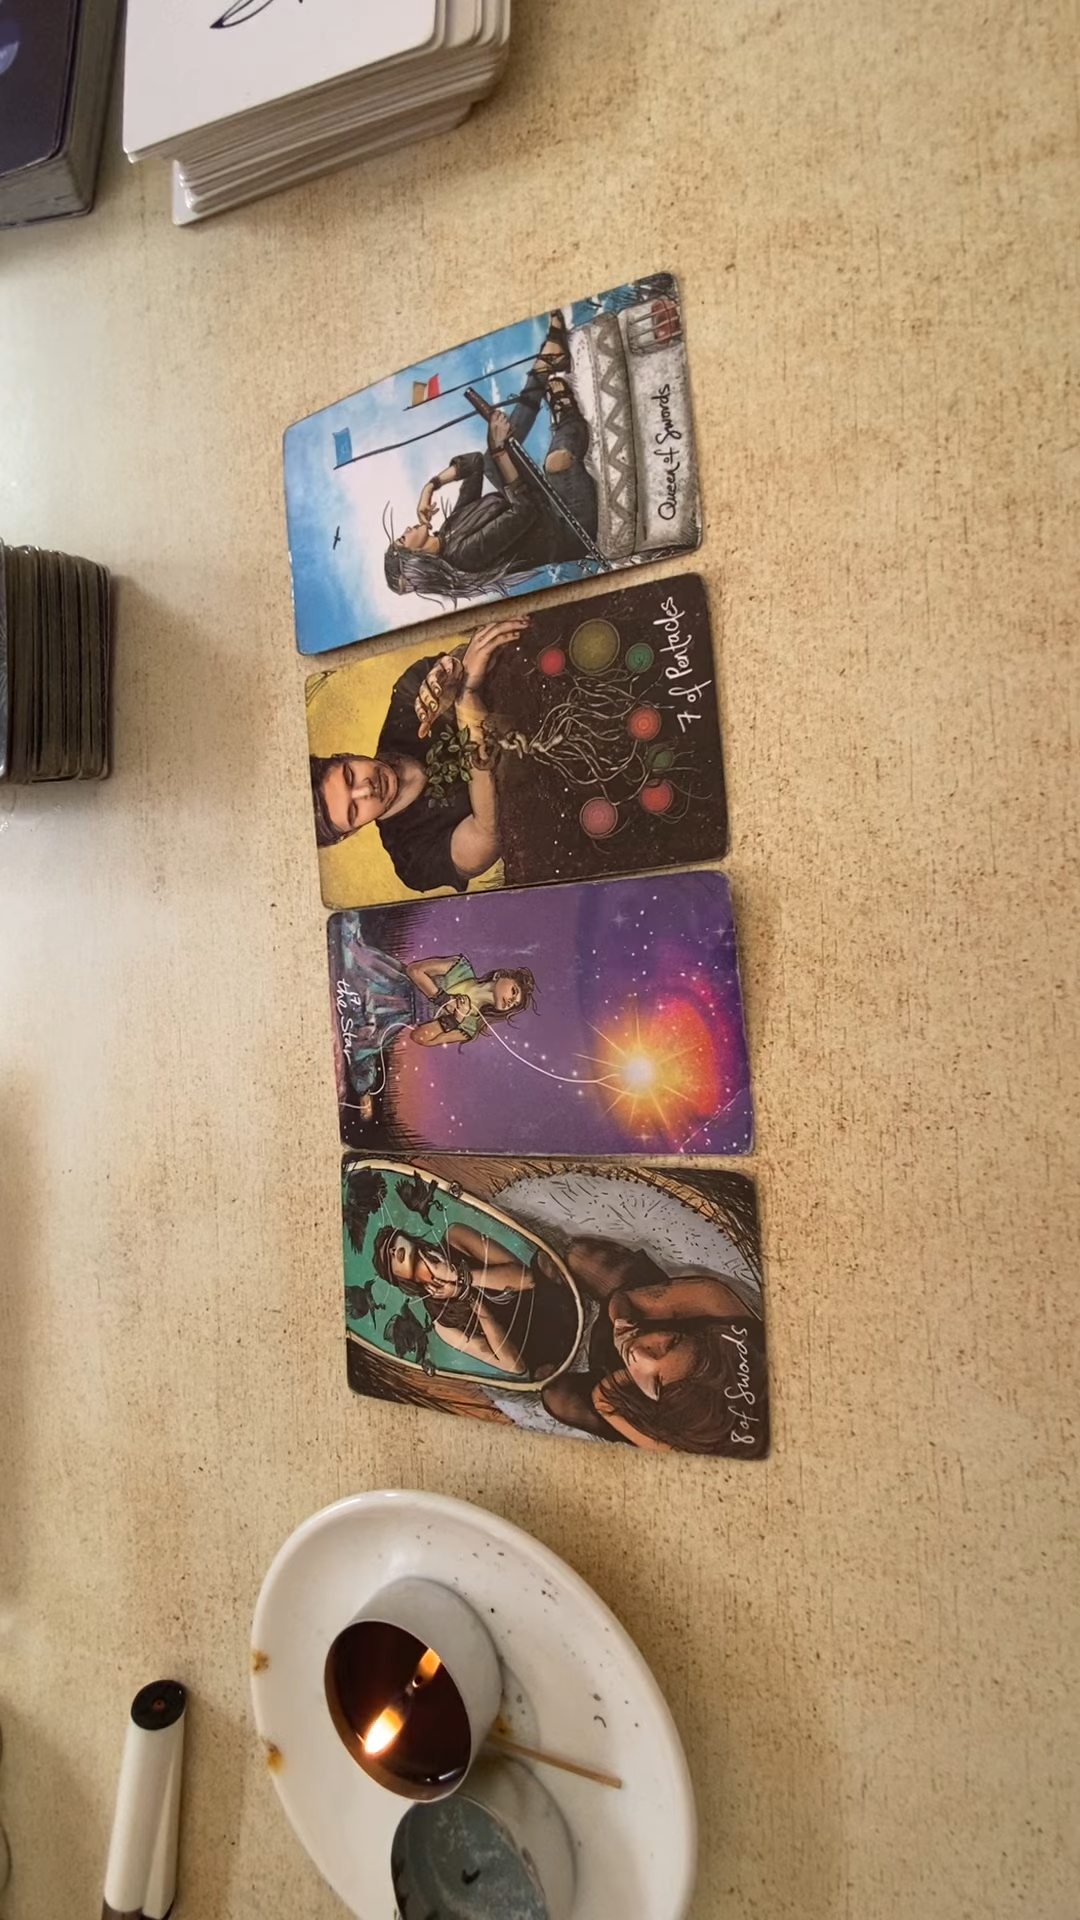 Queen of Swords
7 of Pentacles
17
the Star
8 of Swords